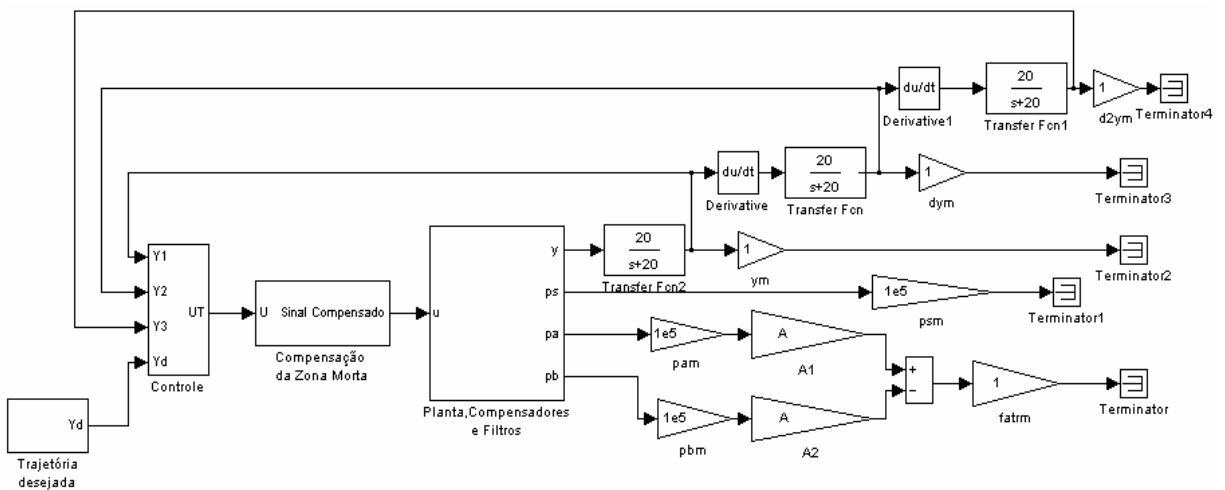 du/dt
Derivative1
20
s+20
Transfer Fcn1
1
d2ym
Terminator4
du/dt
Derivative
20
s+20
Transfer Fcn
1
dym
Terminator3
Y1
Y2
Y3
Yd
UT
Controle
U
Sinal Compensado
Compensação
da Zona Morta
u
y
ps
pa
pb
Planta,Compensadores
e Filtros
20
s+20
Transfer Fcn2
1
ym
Terminator2
1e5
psm
Terminator1
1e5
pam
A
A1
1e5
pbm
A
A2
+
−
1
fatrm
Terminator
Yd
Trajetória
desejada